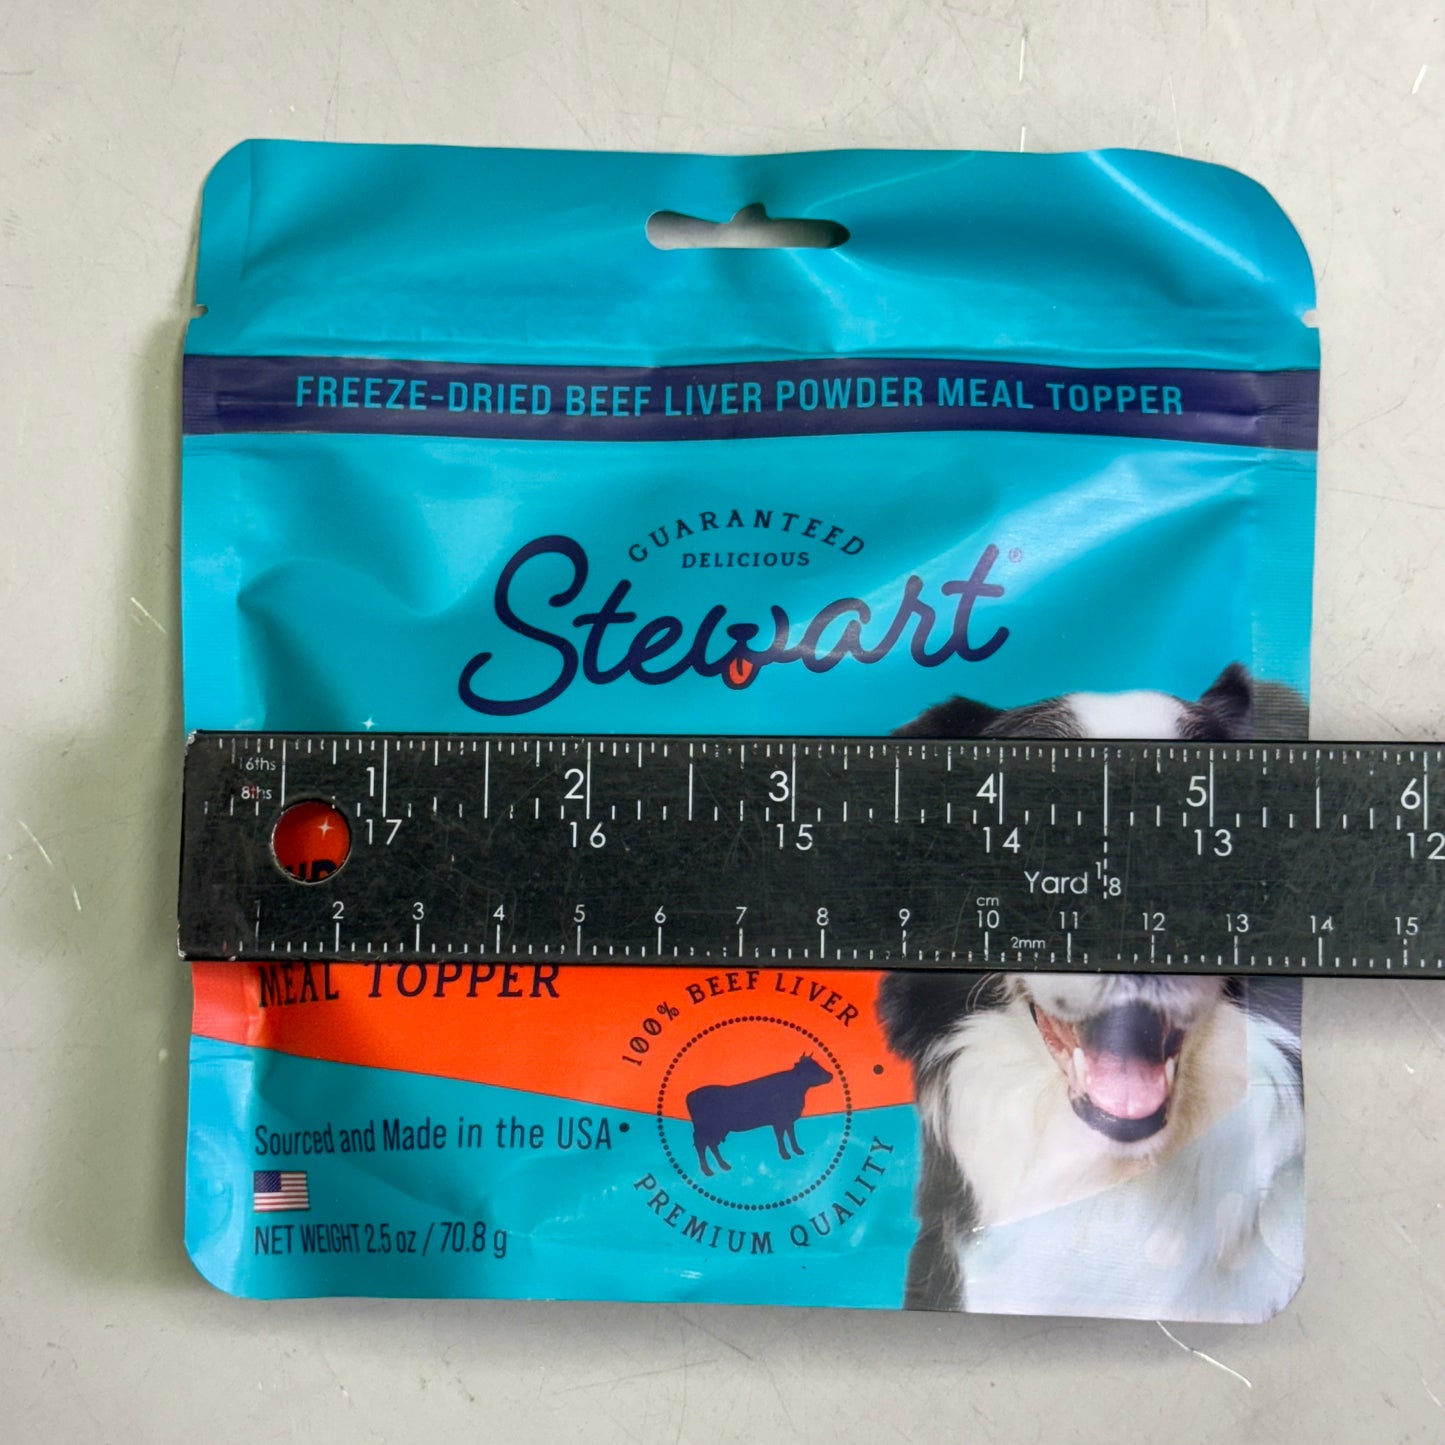 FREEZE-DRIED BEEF LIVER POWDER MEAL TOPPER
GUARANTEED
DELICIOUS
Stewart®
16ths
8ths
1 2 3 4 5 6
17 16 15 14 13 12
Yard 1/8
cm
1 2 3 4 5 6 7 8 9 10 11 12 13 14 15
2mm
MEAL TOPPER
100% BEEF LIVER
PREMIUM QUALITY
Sourced and Made in the USA
NET WEIGHT 2.5 oz / 70.8 g